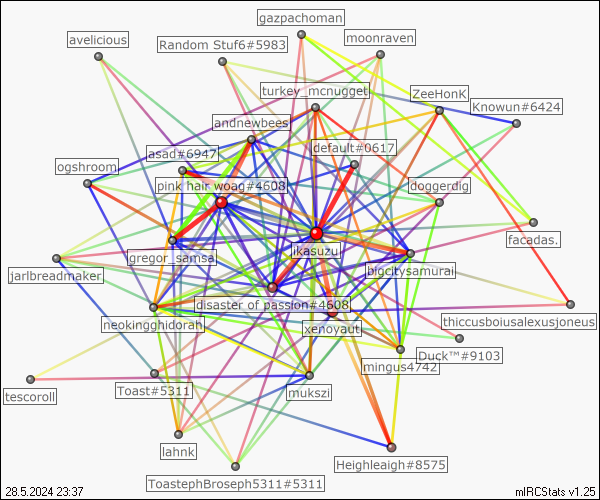 gazpachoman
avelicious
Random Stuf6#5983
moonraven
turkey_mcnugget
ZeeHonK
Knowun#6424
andnewbees
default#0617
asad#6947
ogshroom
pink hair woag#4608
doggerdig
facadas.
ikasuzu
gregor_samsa
bigcitysamurai
jarlbreadmaker
disaster of passion#4608
thiccusboiusalexusjoneus
neokingghidorah
xenoyaut
Duck™#9103
mingus4742
tescoroll
Toast#5311
mukszi
lahnk
Heighleaigh#8575
ToastephBroseph5311#5311
28.5.2024 23:37
mIRCStats v1.25